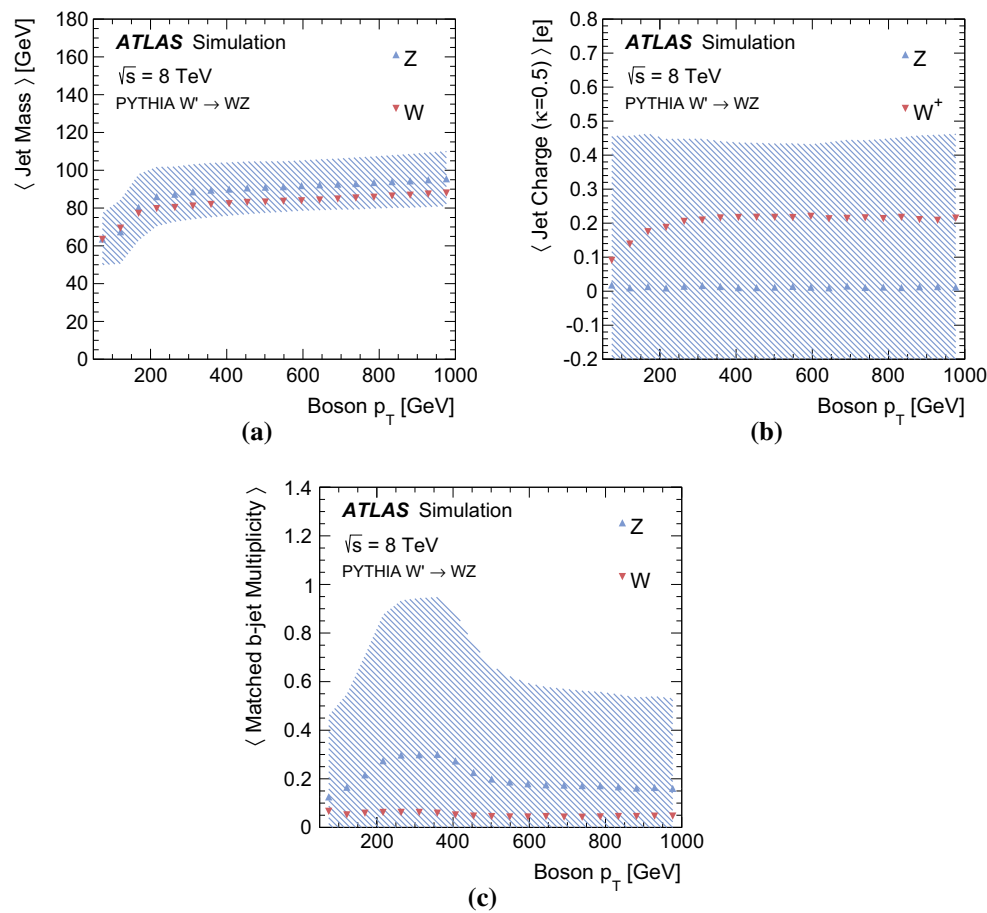 ⟨ Jet Mass ⟩ [GeV]
180
160
140
120
100
80
60
40
20
0
ATLAS Simulation
√s = 8 TeV
PYTHIA W' → WZ
Z
W
200 400 600 800 1000
Boson p_T [GeV]
(a)
⟨ Jet Charge (κ=0.5) ⟩ [e]
0.8
0.7
0.6
0.5
0.4
0.3
0.2
0.1
0
-0.1
-0.2
ATLAS Simulation
√s = 8 TeV
PYTHIA W' → WZ
Z
W⁺
200 400 600 800 1000
Boson p_T [GeV]
(b)
⟨ Matched b-jet Multiplicity ⟩
1.4
1.2
1
0.8
0.6
0.4
0.2
0
ATLAS Simulation
√s = 8 TeV
PYTHIA W' → WZ
Z
W
200 400 600 800 1000
Boson p_T [GeV]
(c)